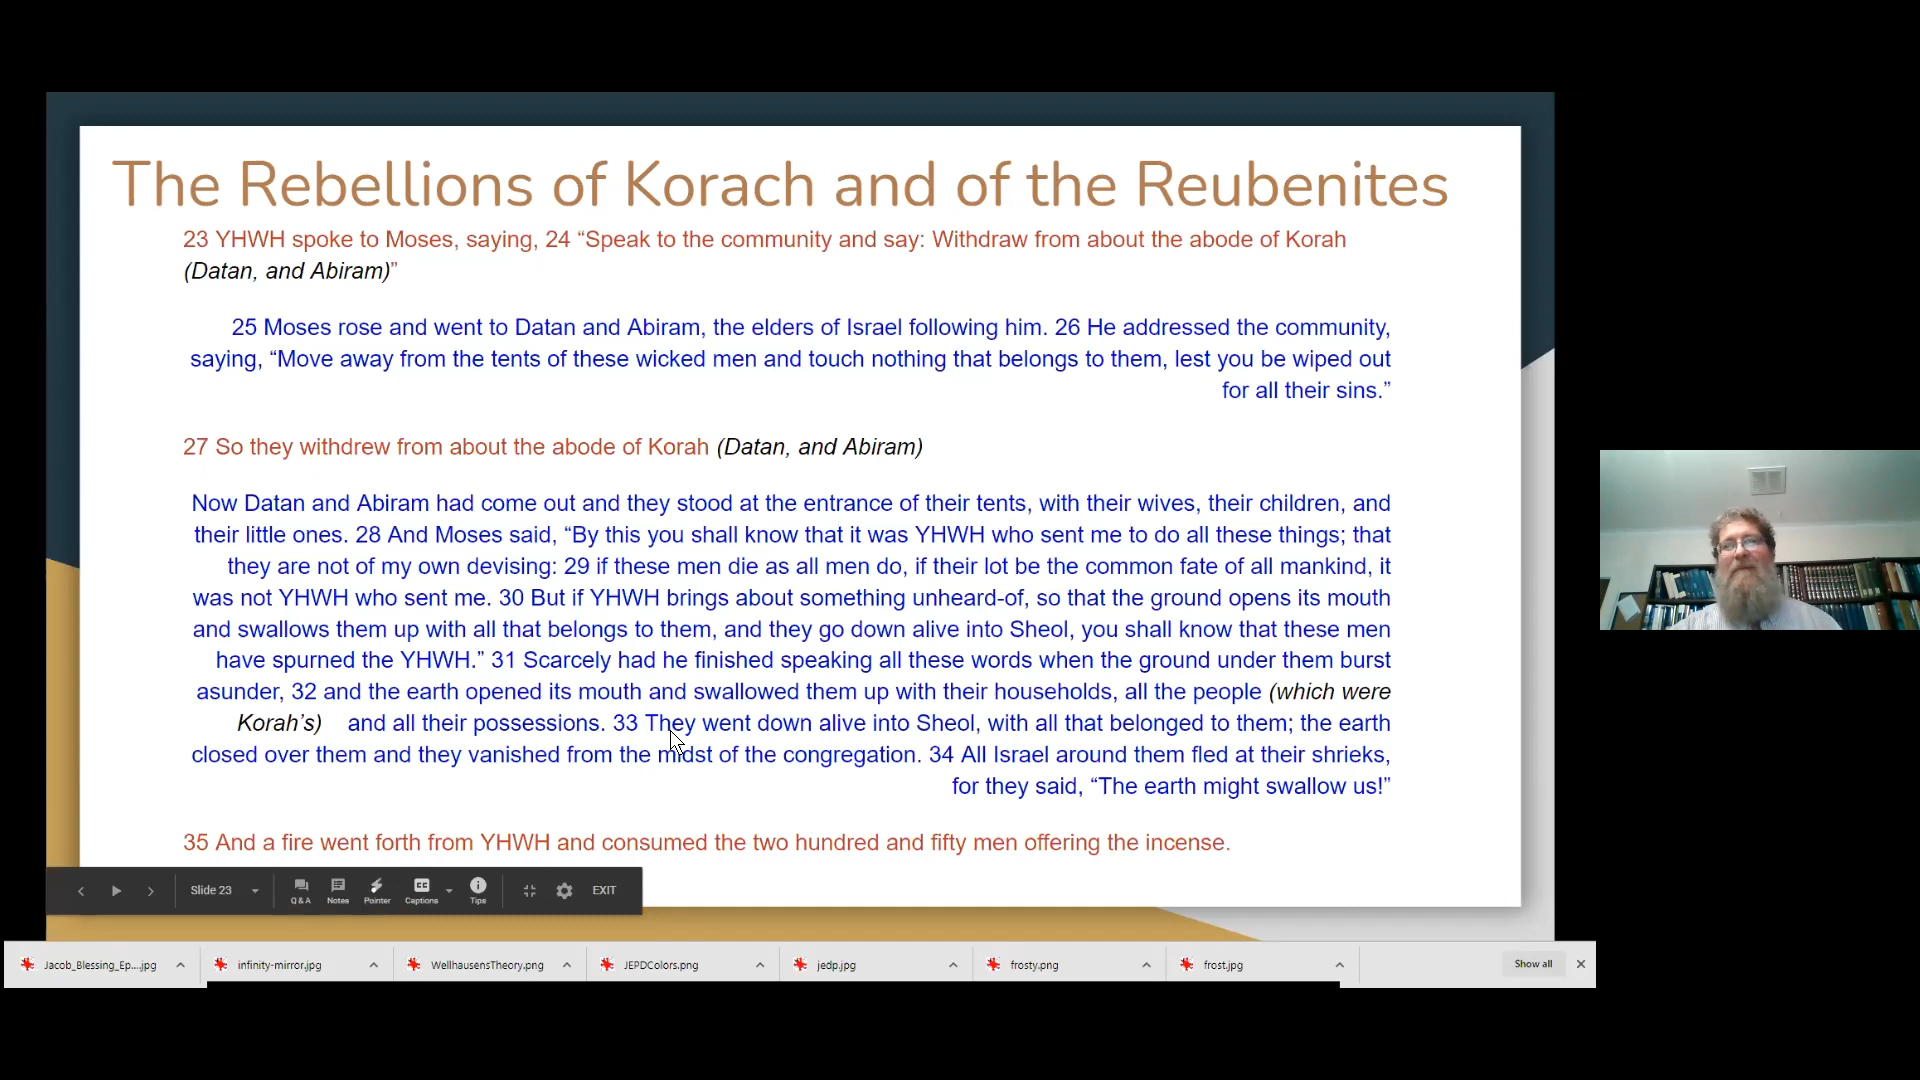 The Rebellions of Korach and of the Reubenites
23 YHWH spoke to Moses, saying, 24 “Speak to the community and say: Withdraw from about the abode of Korah
(Datan, and Abiram)”
25 Moses rose and went to Datan and Abiram, the elders of Israel following him. 26 He addressed the community,
saying, “Move away from the tents of these wicked men and touch nothing that belongs to them, lest you be wiped out
for all their sins.”
27 So they withdrew from about the abode of Korah (Datan, and Abiram)
Now Datan and Abiram had come out and they stood at the entrance of their tents, with their wives, their children, and
their little ones. 28 And Moses said, “By this you shall know that it was YHWH who sent me to do all these things; that
they are not of my own devising: 29 if these men die as all men do, if their lot be the common fate of all mankind, it
was not YHWH who sent me. 30 But if YHWH brings about something unheard-of, so that the ground opens its mouth
and swallows them up with all that belongs to them, and they go down alive into Sheol, you shall know that these men
have spurned the YHWH.” 31 Scarcely had he finished speaking all these words when the ground under them burst
asunder, 32 and the earth opened its mouth and swallowed them up with their households, all the people (which were
Korah’s) and all their possessions. 33 They went down alive into Sheol, with all that belonged to them; the earth
closed over them and they vanished from the midst of the congregation. 34 All Israel around them fled at their shrieks,
for they said, “The earth might swallow us!”
35 And a fire went forth from YHWH and consumed the two hundred and fifty men offering the incense.
Slide 23 Q & A Notes Pointer CC Captions Tips EXIT
Jacob_Blessing_Ep....jpg infinity-mirror.jpg WellhausensTheory.png JEPDColors.png jedp.jpg frosty.png frost.jpg Show all